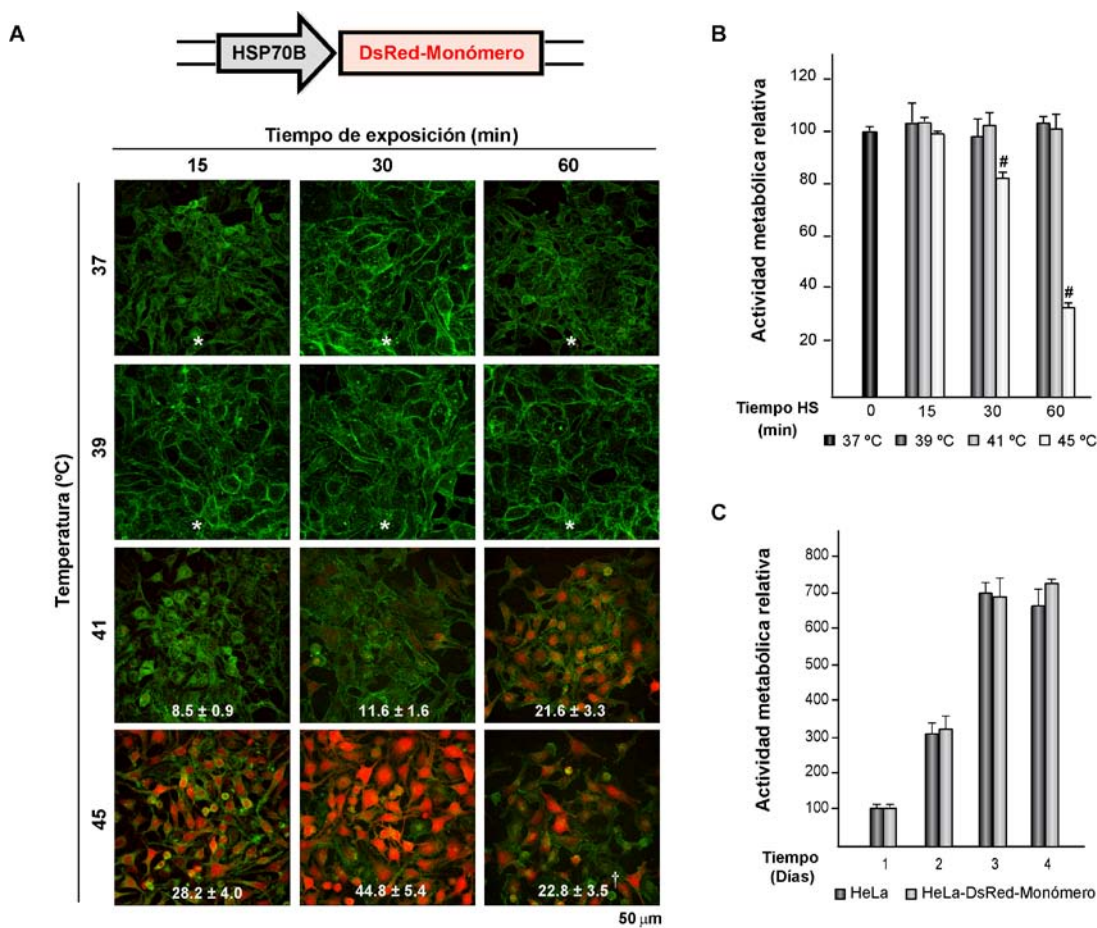 A
HSP70B
DsRed-Monómero
Tiempo de exposición (min)
15 30 60
Temperatura (ºC)
37
* * *
39
* * *
41
8.5 ± 0.9 11.6 ± 1.6 21.6 ± 3.3
45
28.2 ± 4.0 44.8 ± 5.4 22.8 ± 3.5 †
50 µm
B
Actividad metabólica relativa
120
100
80
60
40
20
#
#
Tiempo HS
(min)
0 15 30 60
37 ºC 39 ºC 41 ºC 45 ºC
C
Actividad metabólica relativa
800
700
600
500
400
300
200
100
Tiempo
(Días)
1 2 3 4
HeLa HeLa-DsRed-Monómero